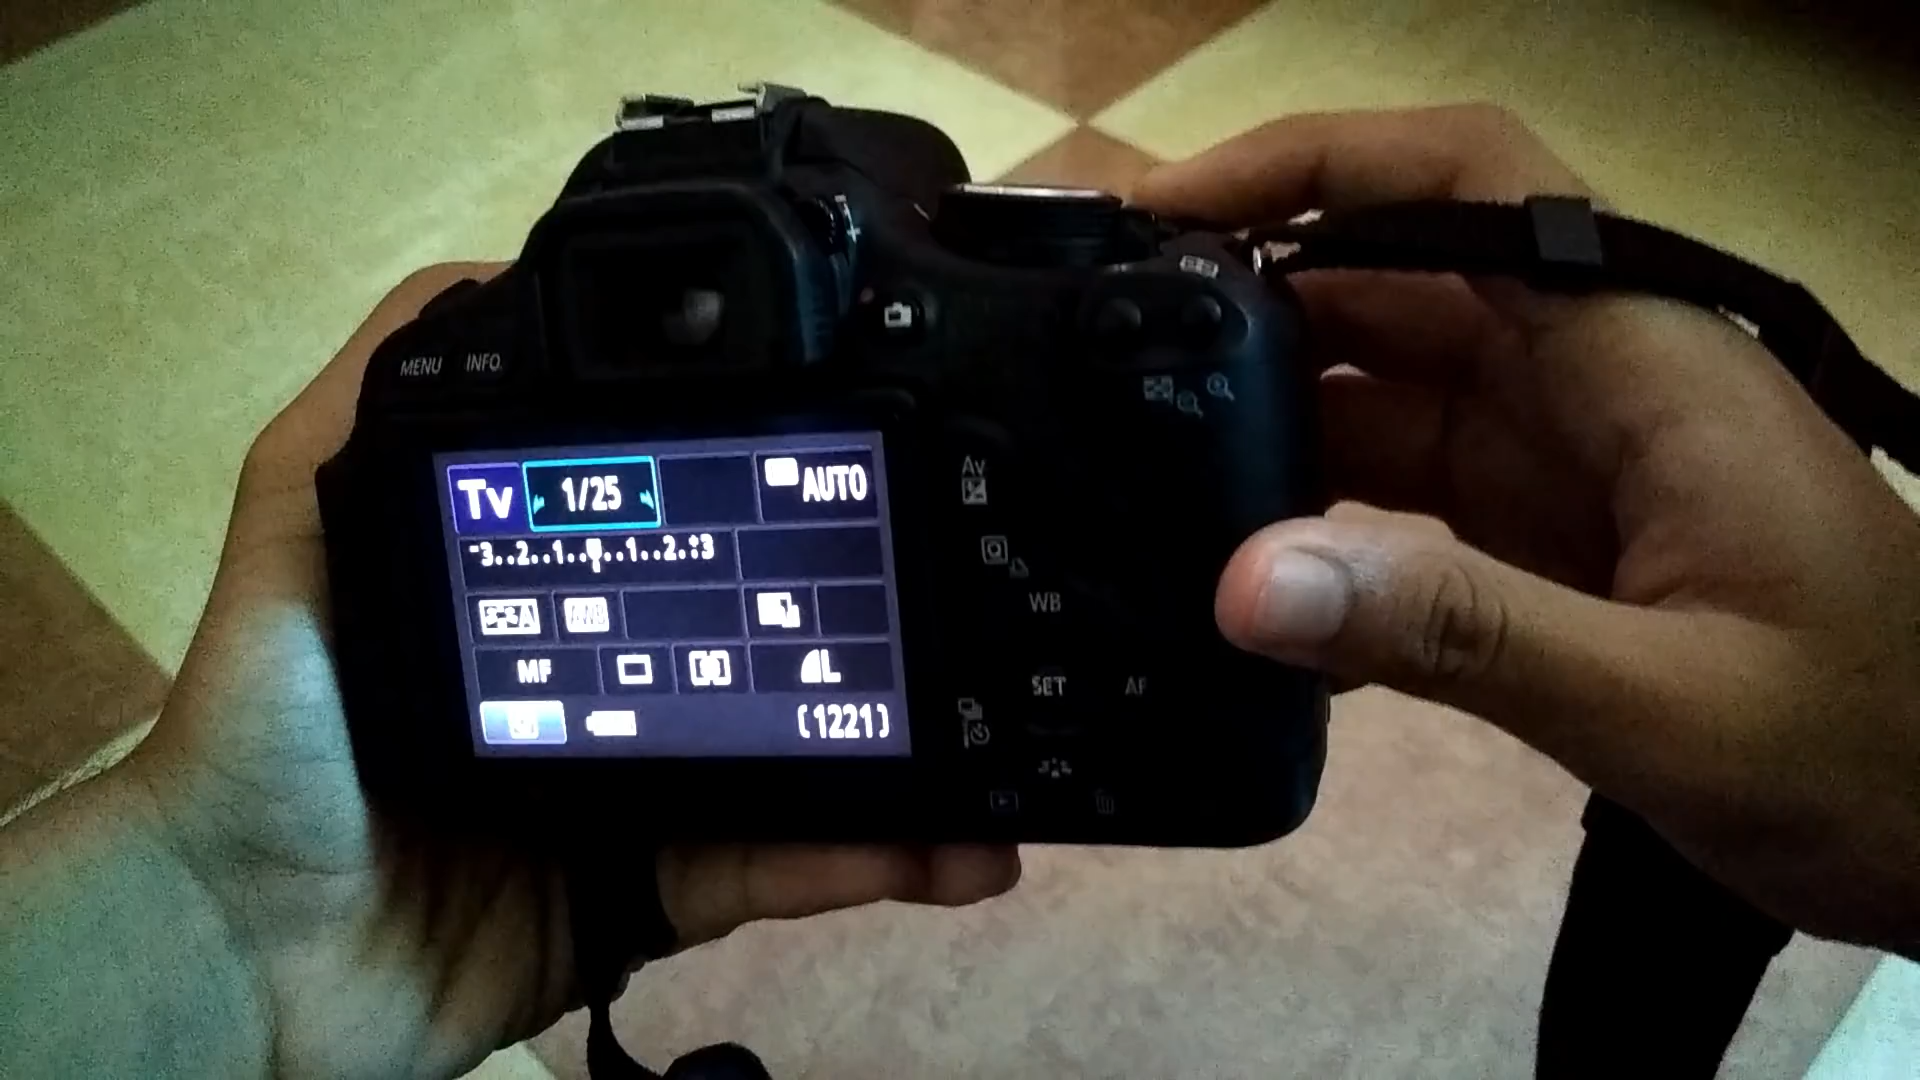 MENU INFO.
Tv 1/25 AUTO
-3..2..1..0..1..2.:+3
AWB
MF L
(1221)
Av
Q
WB
SET AF